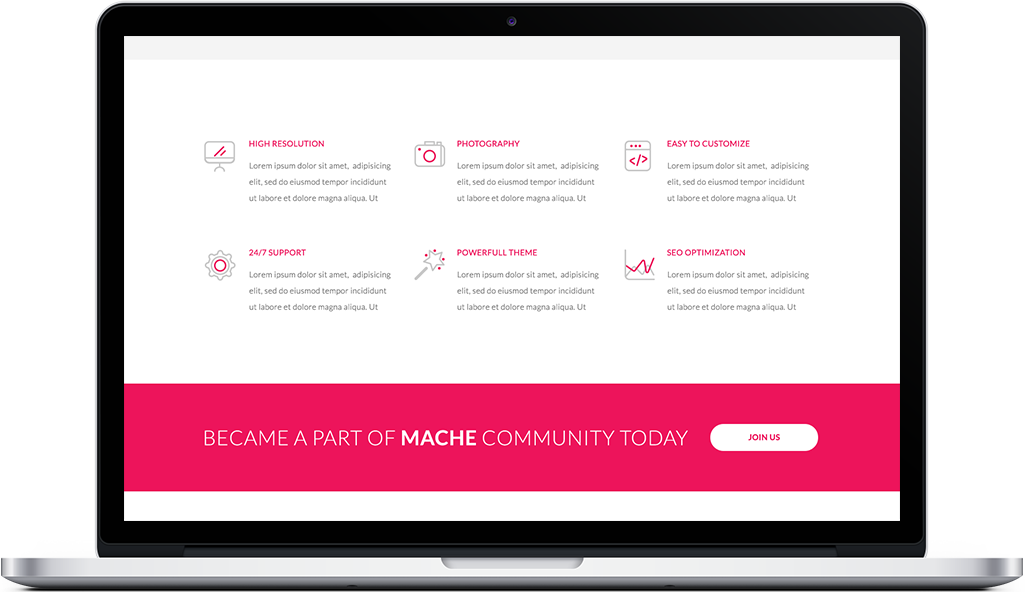 HIGH RESOLUTION
Lorem ipsum dolor sit amet, adipisicing
elit, sed do eiusmod tempor incididunt
ut labore et dolore magna aliqua. Ut
PHOTOGRAPHY
Lorem ipsum dolor sit amet, adipisicing
elit, sed do eiusmod tempor incididunt
ut labore et dolore magna aliqua. Ut
EASY TO CUSTOMIZE
Lorem ipsum dolor sit amet, adipisicing
elit, sed do eiusmod tempor incididunt
ut labore et dolore magna aliqua. Ut
24/7 SUPPORT
Lorem ipsum dolor sit amet, adipisicing
elit, sed do eiusmod tempor incididunt
ut labore et dolore magna aliqua. Ut
POWERFULL THEME
Lorem ipsum dolor sit amet, adipisicing
elit, sed do eiusmod tempor incididunt
ut labore et dolore magna aliqua. Ut
SEO OPTIMIZATION
Lorem ipsum dolor sit amet, adipisicing
elit, sed do eiusmod tempor incididunt
ut labore et dolore magna aliqua. Ut
BECAME A PART OF MACHE COMMUNITY TODAY
JOIN US